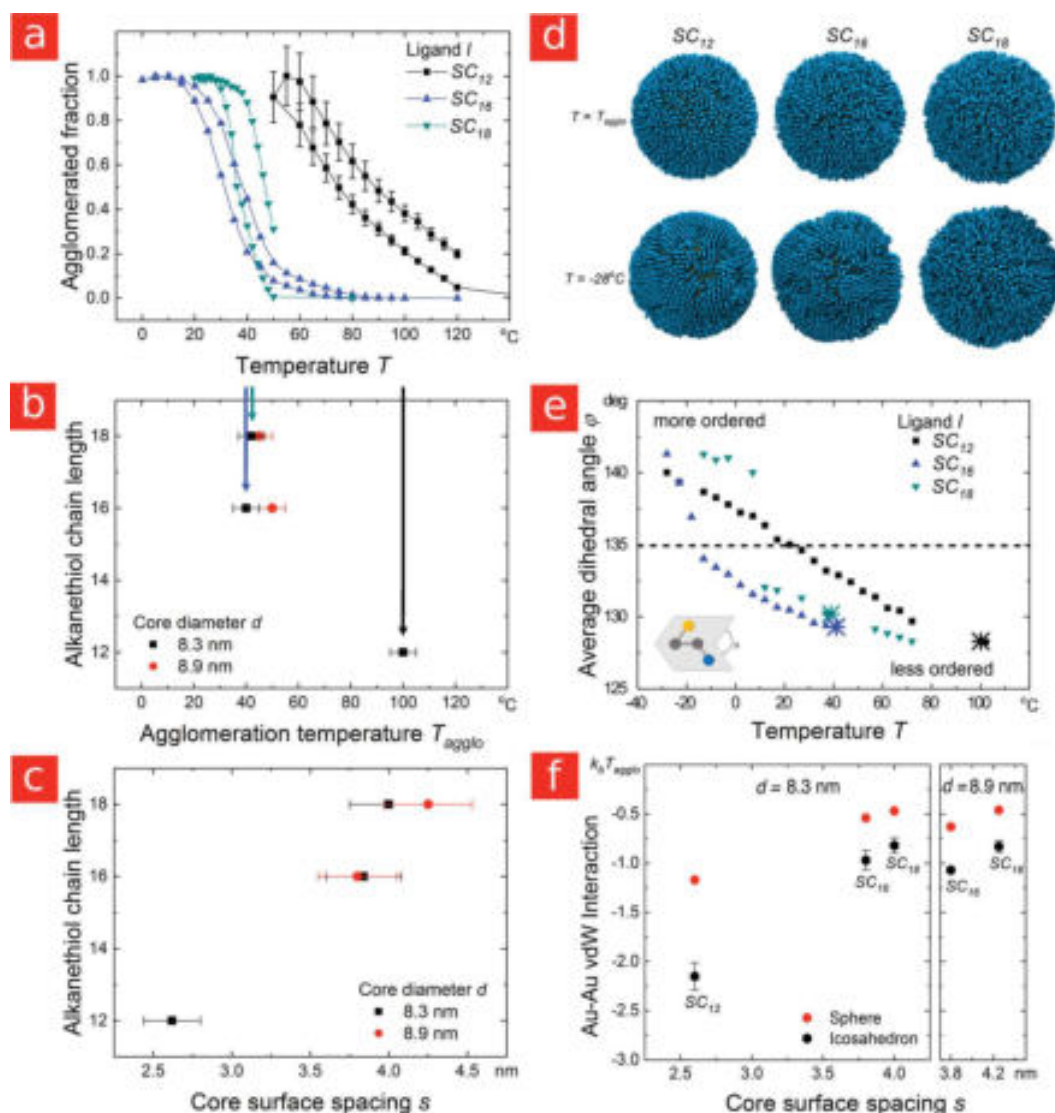 a
Agglomerated fraction
1.0
0.8
0.6
0.4
0.2
0.0
Ligand l
SC12
SC16
SC18
0 20 40 60 80 100 120 °C
Temperature T
b
Alkanethiol chain length
18
16
14
12
Core diameter d
8.3 nm
8.9 nm
0 20 40 60 80 100 120 °C
Agglomeration temperature Tagglo
c
Alkanethiol chain length
18
16
14
12
Core diameter d
8.3 nm
8.9 nm
2.5 3.0 3.5 4.0 4.5 nm
Core surface spacing s
d
SC12 SC16 SC18
T = Tagglo
T = -28°C
e
Average dihedral angle φ
deg
140
135
130
125
more ordered
Ligand l
SC12
SC16
SC18
less ordered
-40 -20 0 20 40 60 80 100 °C
Temperature T
f
Au-Au vdW Interaction
kbTagglo
-0.5
-1.0
-1.5
-2.0
-2.5
-3.0
d = 8.3 nm
d = 8.9 nm
SC12
SC16
SC18
SC16
SC18
Sphere
Icosahedron
2.5 3.0 3.5 4.0 3.8 4.2 nm
Core surface spacing s